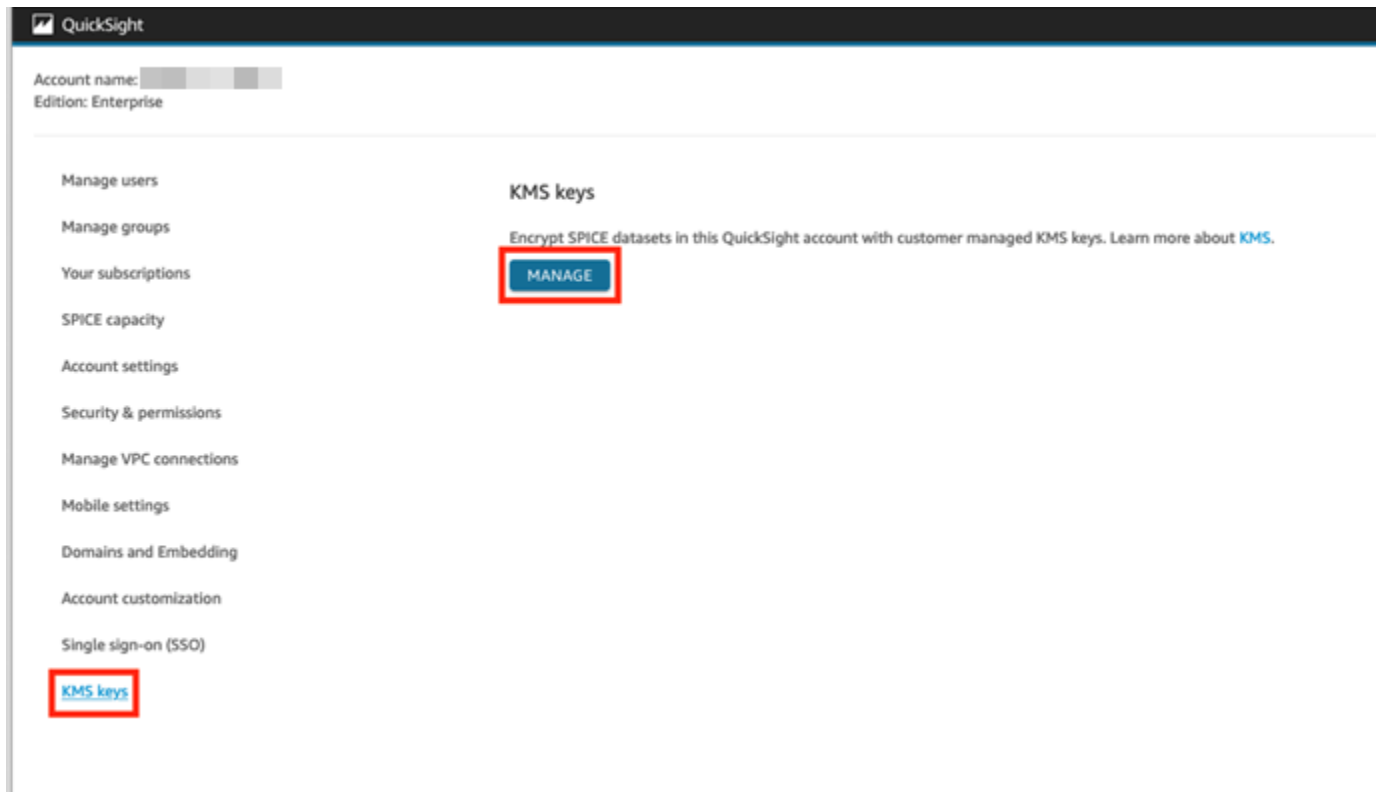 QuickSight
Account name:
Edition: Enterprise
Manage users
Manage groups
Your subscriptions
SPICE capacity
Account settings
Security & permissions
Manage VPC connections
Mobile settings
Domains and Embedding
Account customization
Single sign-on (SSO)
KMS keys
KMS keys
Encrypt SPICE datasets in this QuickSight account with customer managed KMS keys. Learn more about KMS.
MANAGE